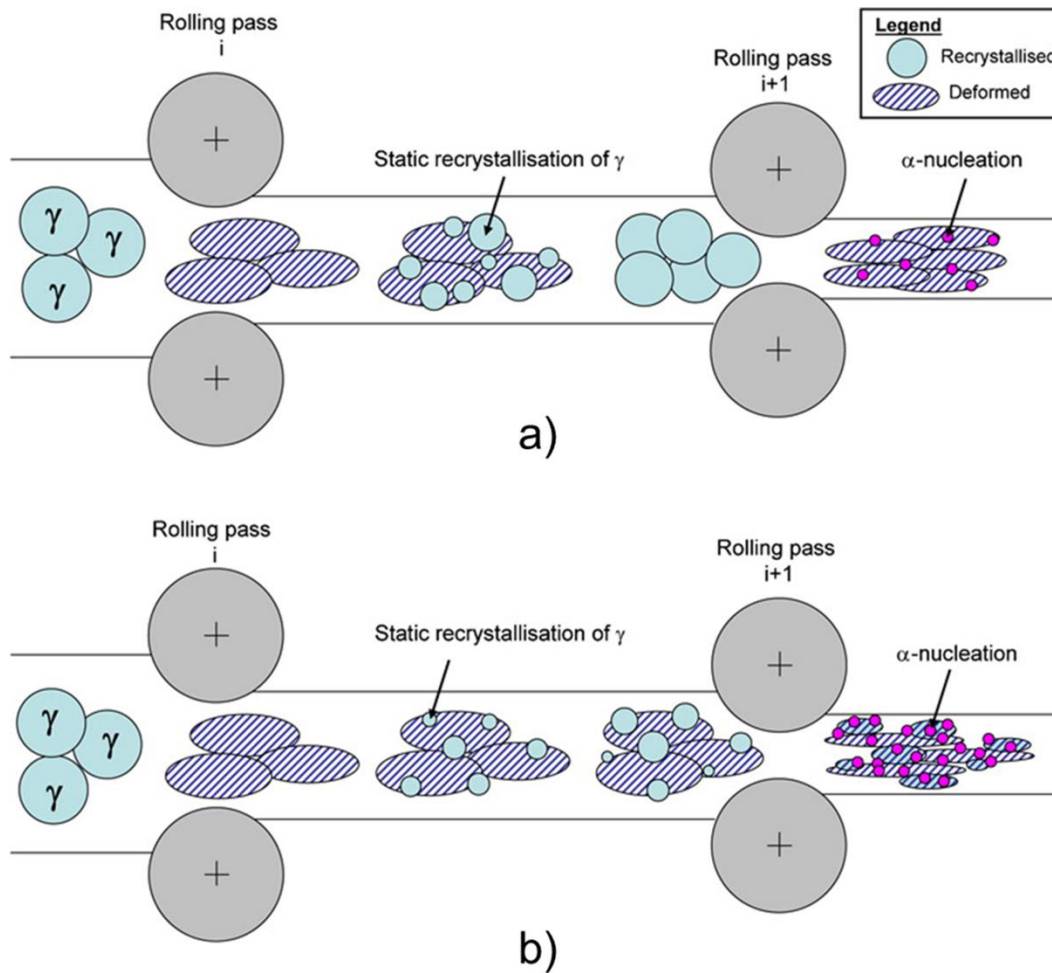 Rolling pass
i
Rolling pass
i+1
Legend
Recrystallised
Deformed
Static recrystallisation of γ
α-nucleation
γ
γ
γ
a)
Rolling pass
i
Rolling pass
i+1
Static recrystallisation of γ
α-nucleation
γ
γ
γ
b)